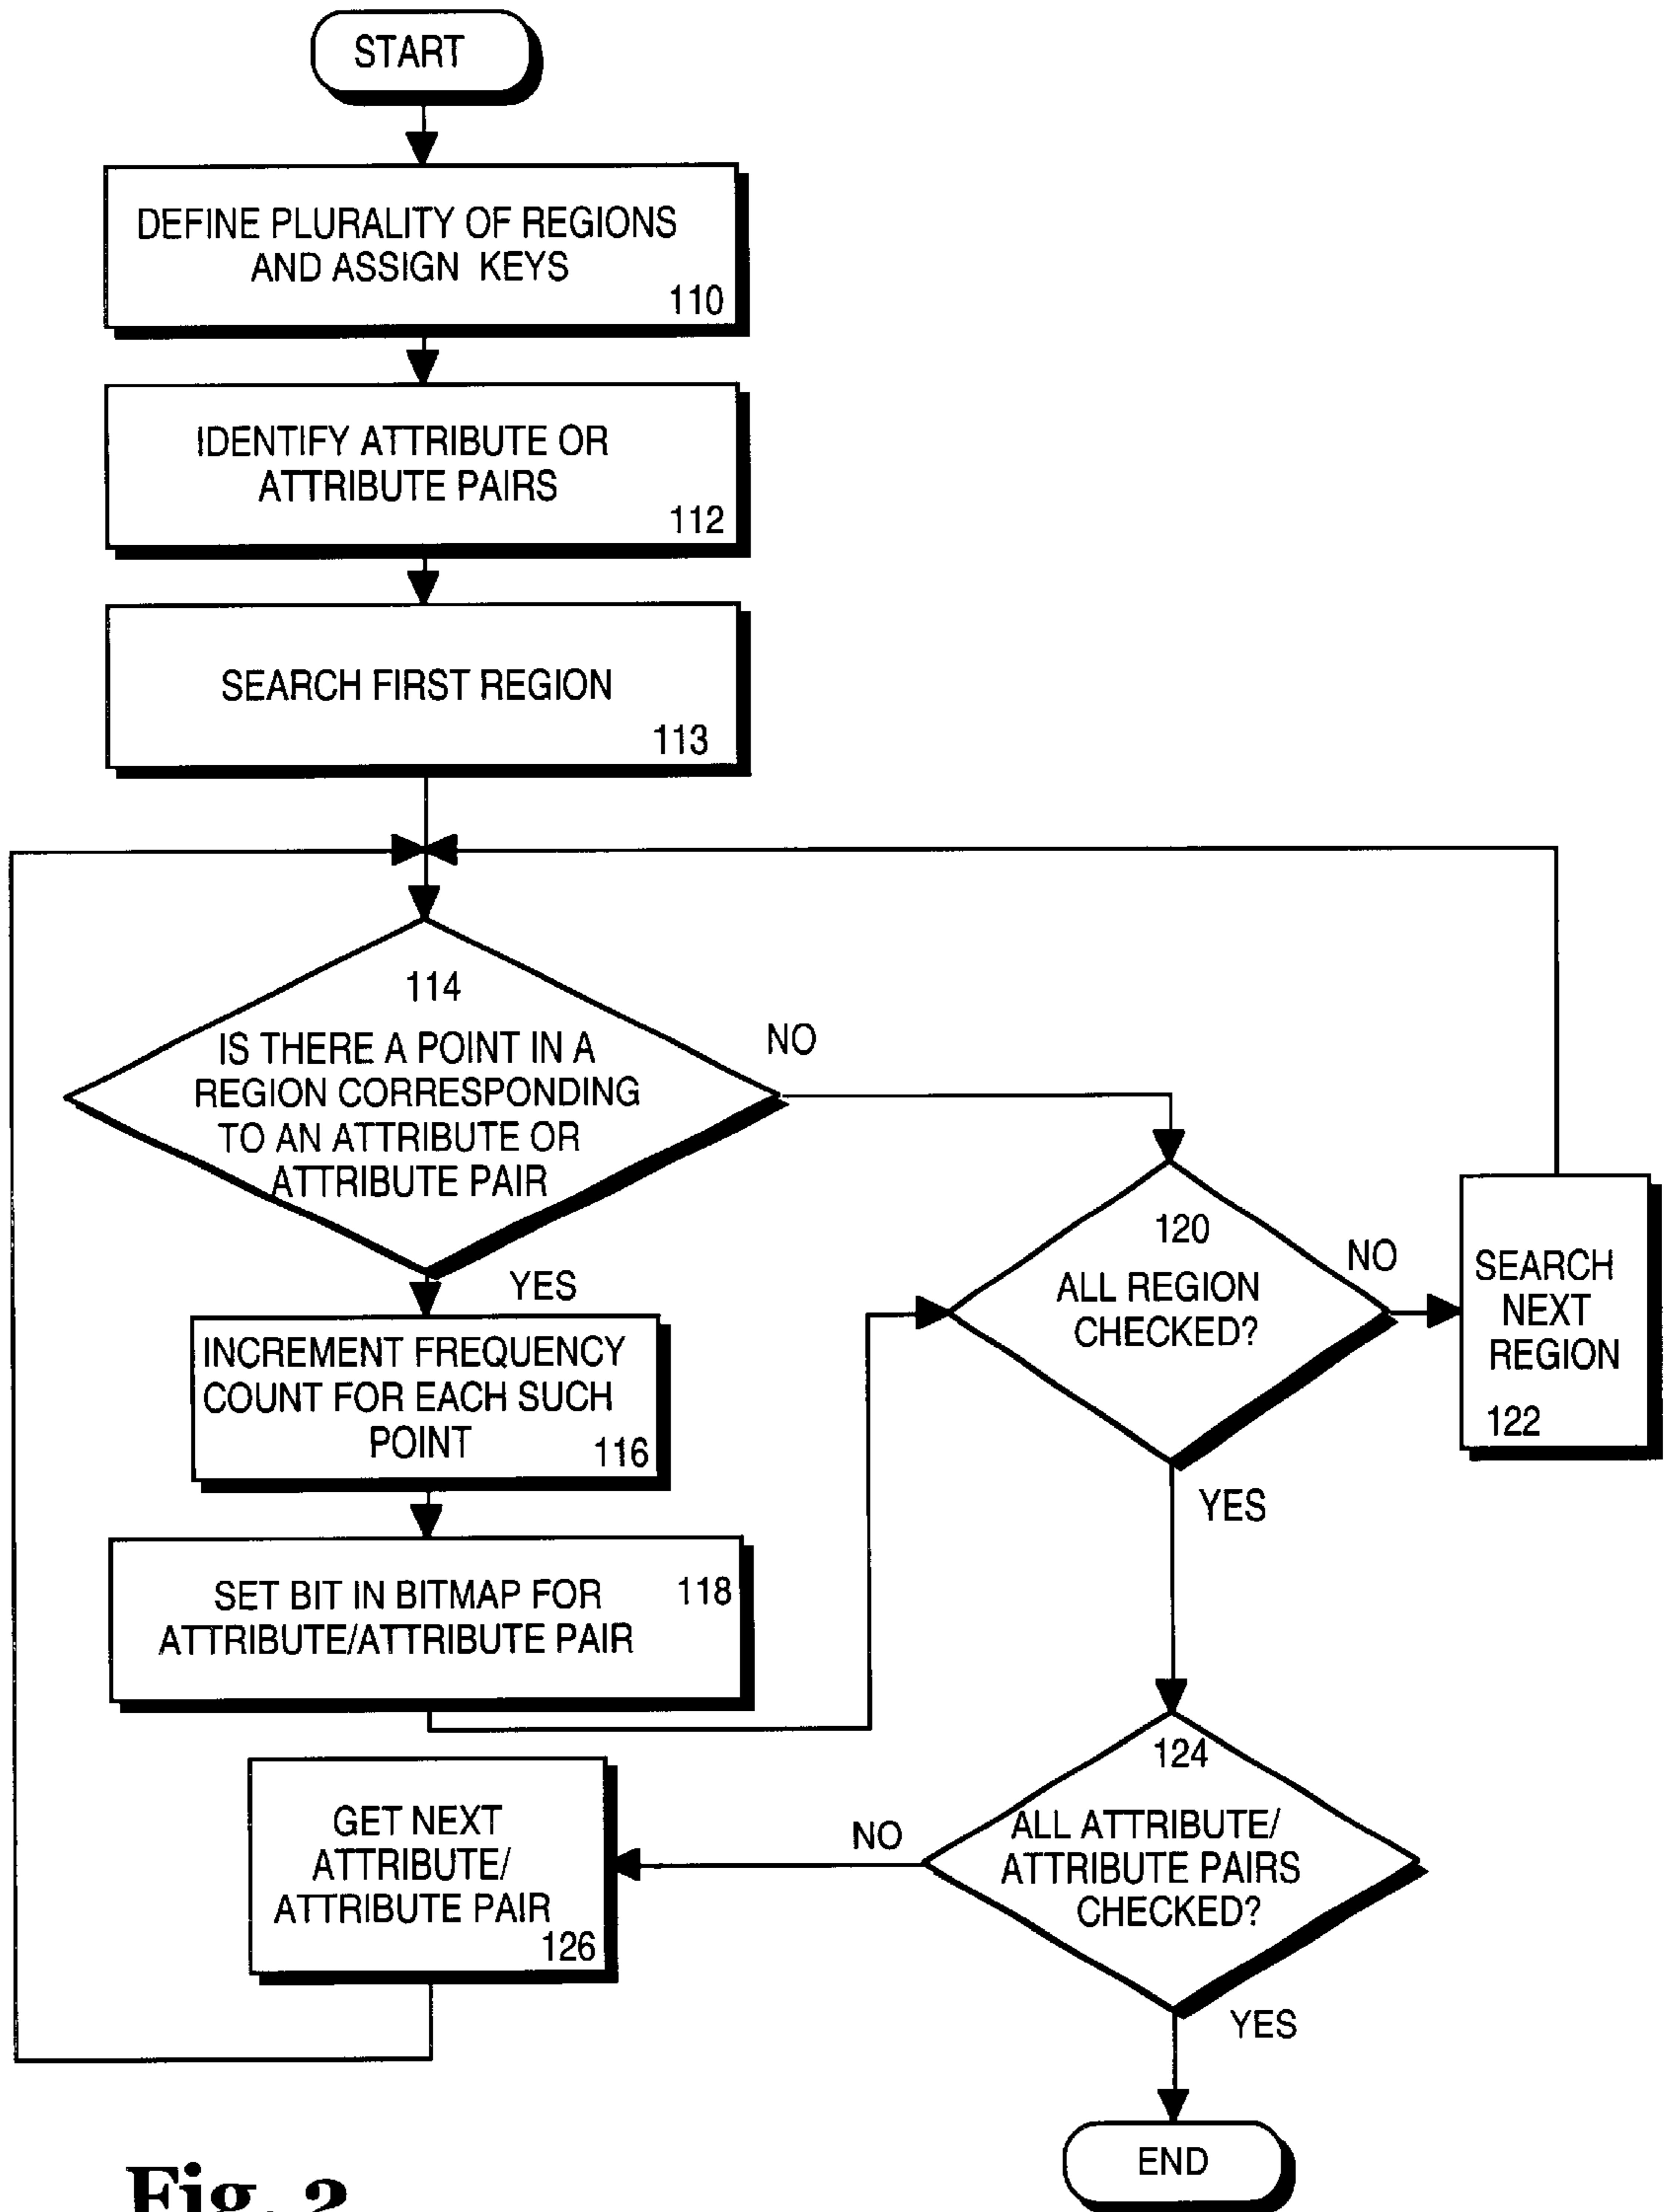 START
DEFINE PLURALITY OF REGIONS
AND ASSIGN KEYS
110
IDENTIFY ATTRIBUTE OR
ATTRIBUTE PAIRS
112
SEARCH FIRST REGION
113
114
IS THERE A POINT IN A
REGION CORRESPONDING
TO AN ATTRIBUTE OR
ATTRIBUTE PAIR
NO
YES
INCREMENT FREQUENCY
COUNT FOR EACH SUCH
POINT
116
SET BIT IN BITMAP FOR
ATTRIBUTE/ATTRIBUTE PAIR
118
120
ALL REGION
CHECKED?
NO
SEARCH
NEXT
REGION
122
YES
124
ALL ATTRIBUTE/
ATTRIBUTE PAIRS
CHECKED?
NO
GET NEXT
ATTRIBUTE/
ATTRIBUTE PAIR
126
YES
END
Fig.